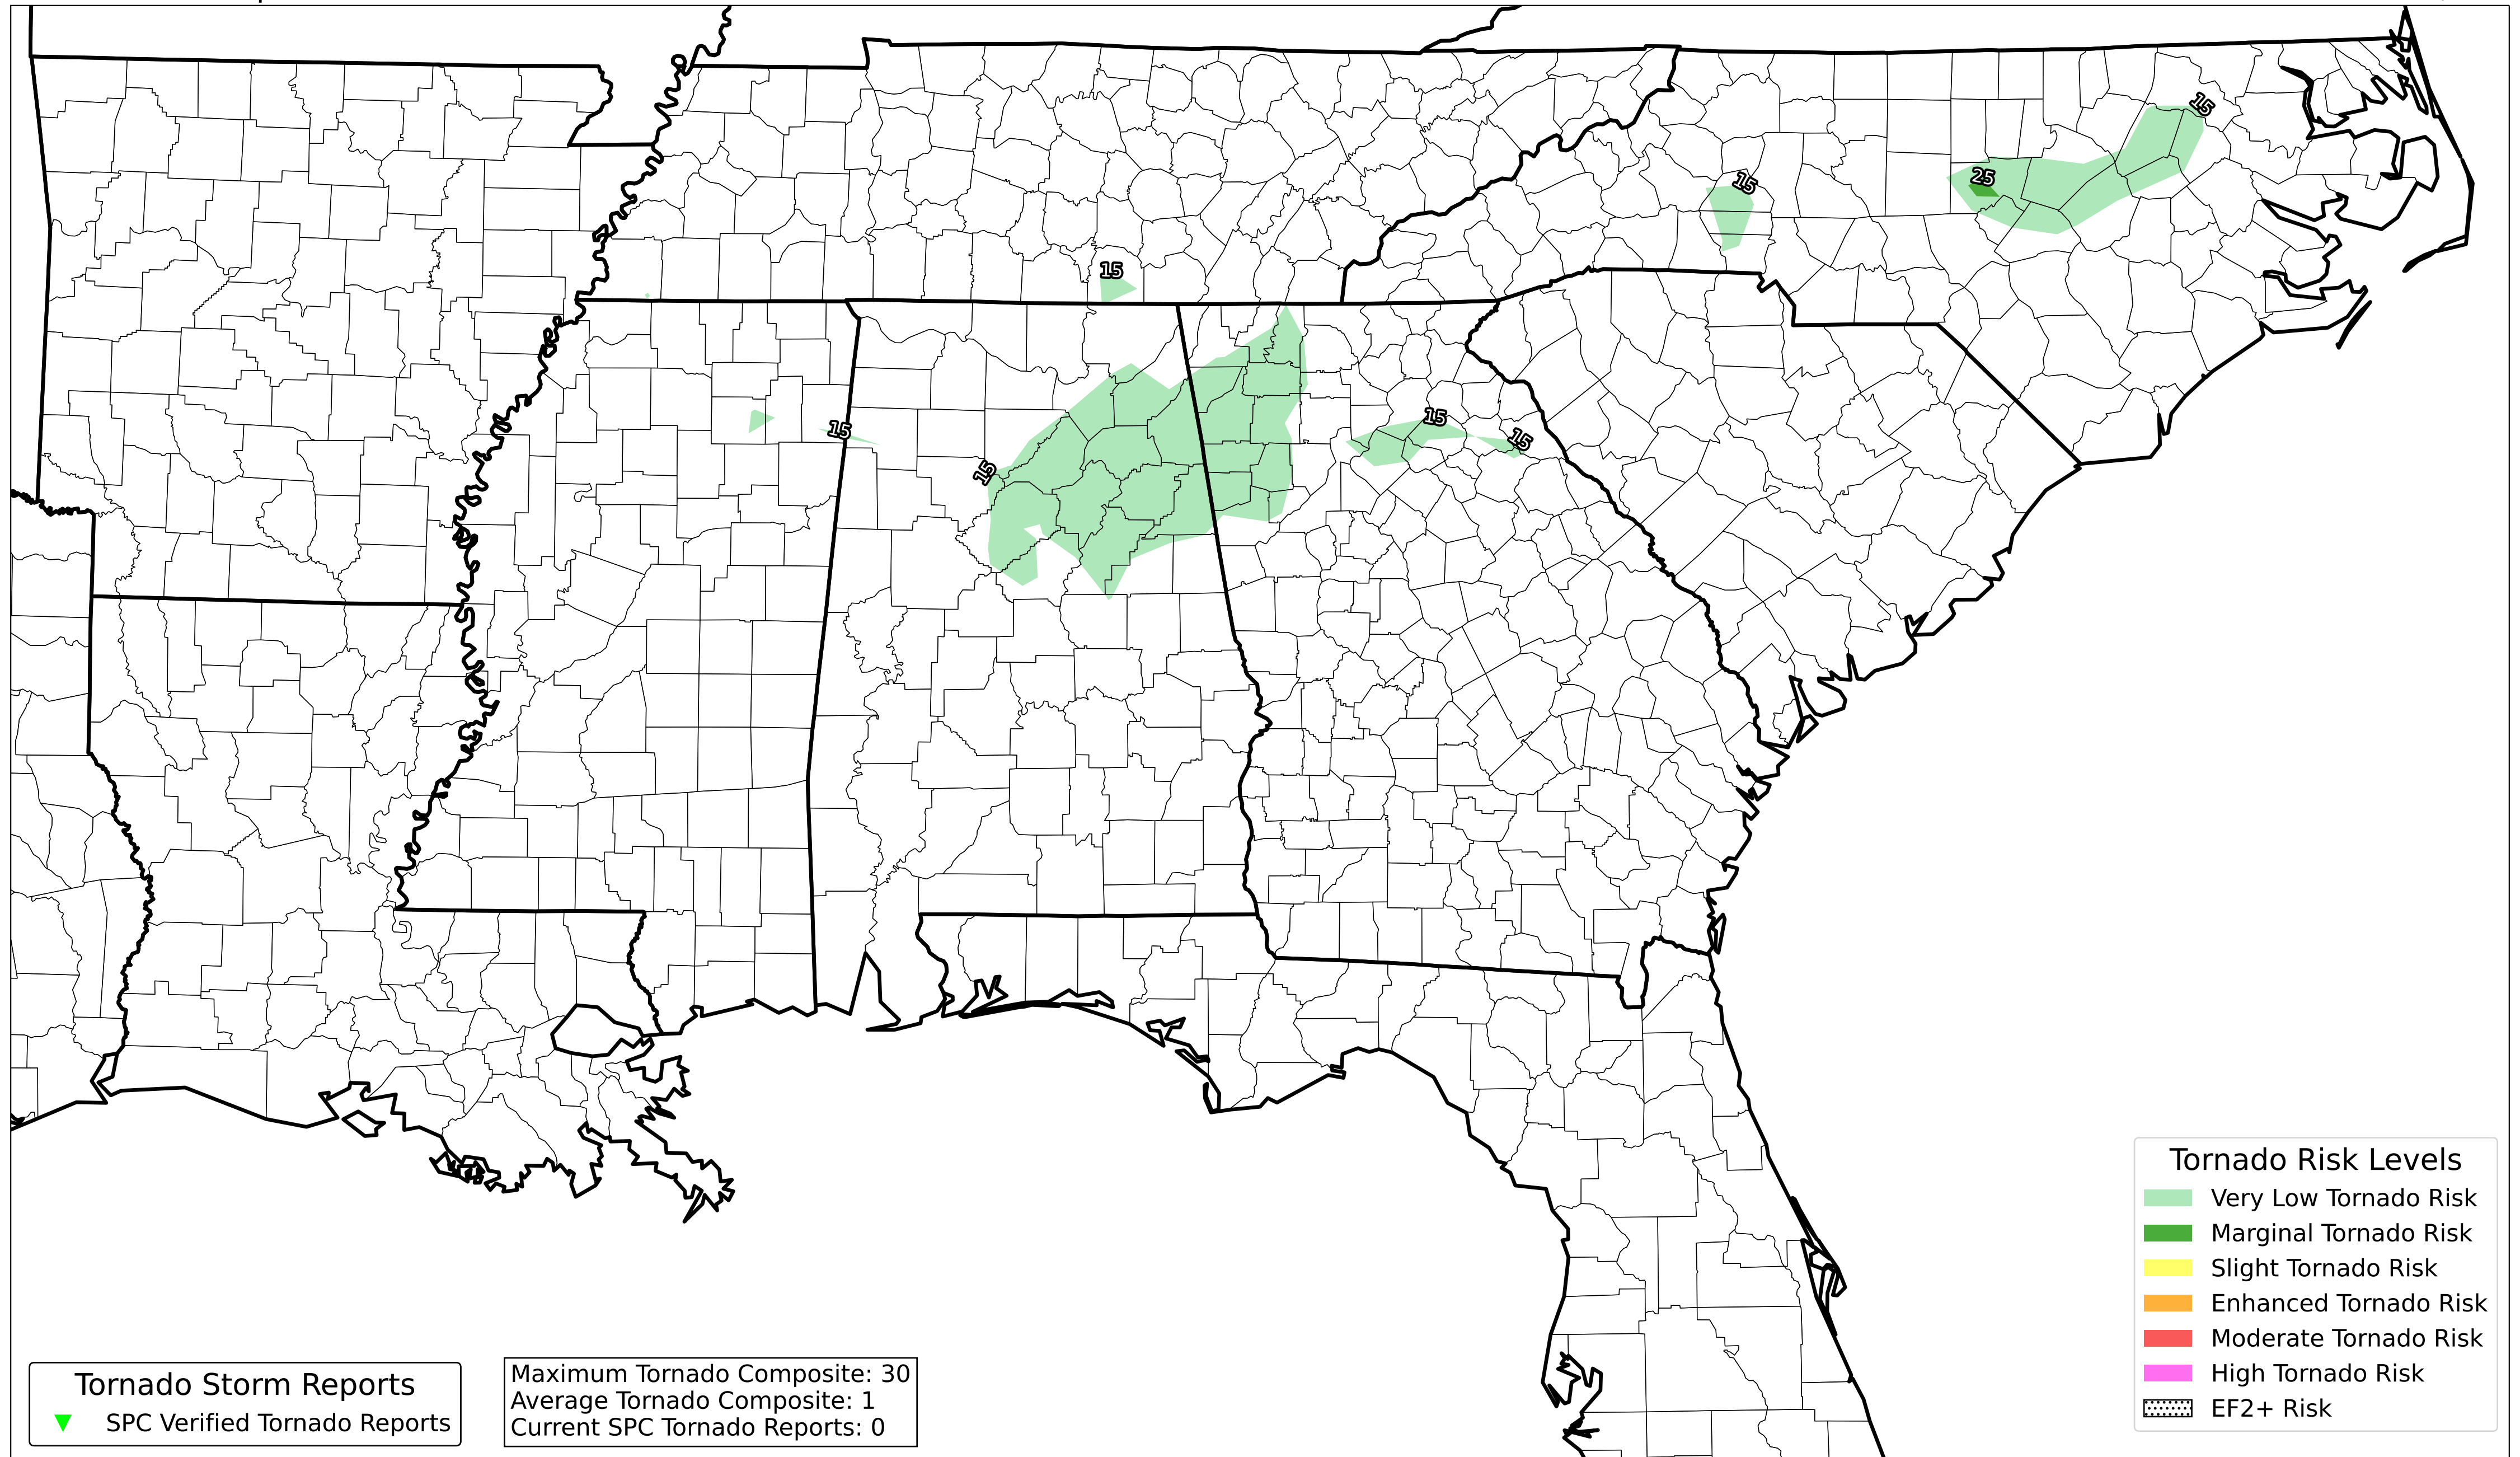 15
15
25
15
15
15
15
15
Tornado Risk Levels
Very Low Tornado Risk
Marginal Tornado Risk
Slight Tornado Risk
Enhanced Tornado Risk
Moderate Tornado Risk
High Tornado Risk
EF2+ Risk
Tornado Storm Reports
SPC Verified Tornado Reports
Maximum Tornado Composite: 30
Average Tornado Composite: 1
Current SPC Tornado Reports: 0